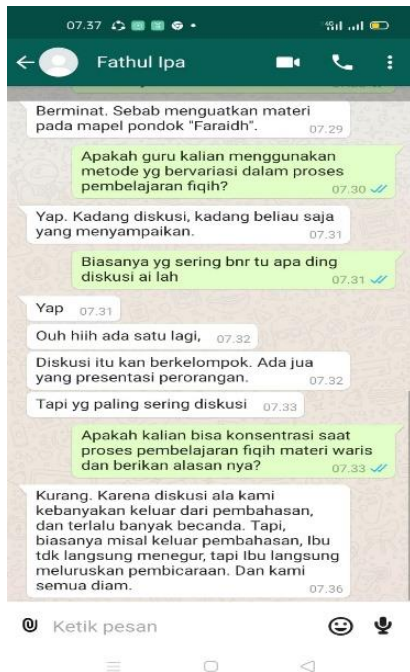 07.37
Fathul Ipa
Berminat. Sebab menguatkan materi
pada mapel pondok "Faraidh".
07.29
Apakah guru kalian menggunakan
metode yg bervariasi dalam proses
pembelajaran fiqih?
07.30
Yap. Kadang diskusi, kadang beliau saja
yang menyampaikan.
07.31
Biasanya yg sering bnr tu apa ding
diskusi ai lah
07.31
Yap 07.31
Ouh hiih ada satu lagi, 07.32
Diskusi itu kan berkelompok. Ada jua
yang presentasi perorangan.
07.32
Tapi yg paling sering diskusi 07.33
Apakah kalian bisa konsentrasi saat
proses pembelajaran fiqih materi waris
dan berikan alasan nya?
07.33
Kurang. Karena diskusi ala kami
kebanyakan keluar dari pembahasan,
dan terlalu banyak becanda. Tapi,
biasanya misal keluar pembahasan, Ibu
tdk langsung menegur, tapi Ibu langsung
meluruskan pembicaraan. Dan kami
semua diam.
07.36
Ketik pesan